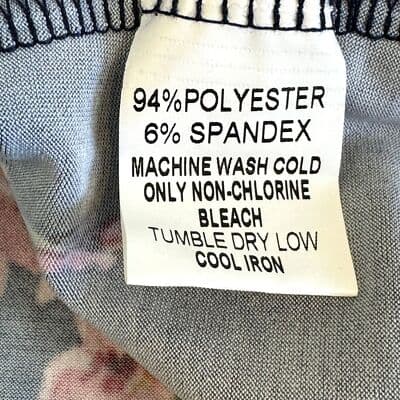 94%POLYESTER
6% SPANDEX
MACHINE WASH COLD
ONLY NON-CHLORINE
BLEACH
TUMBLE DRY LOW
COOL IRON